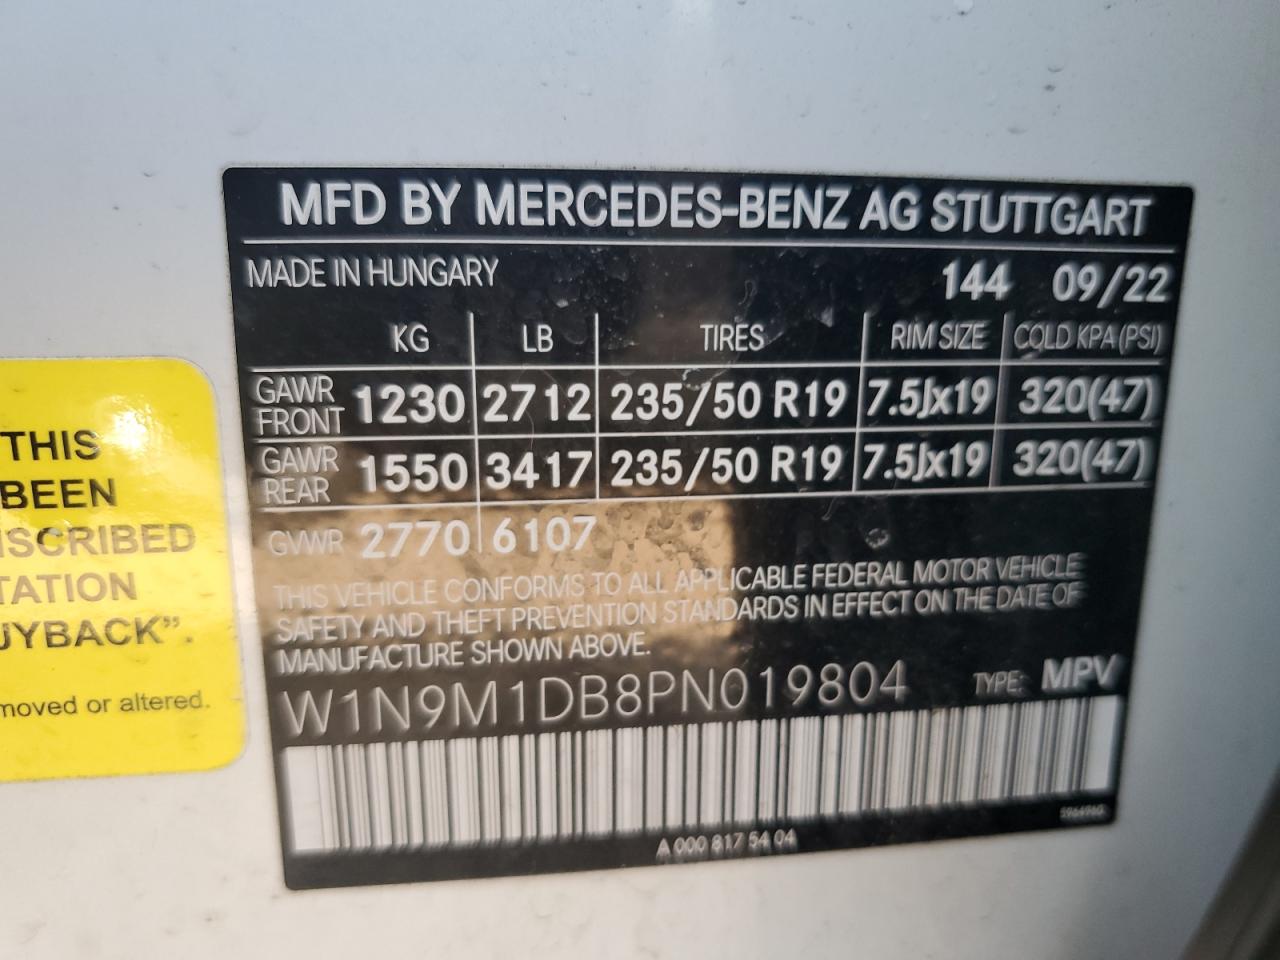 MFD BY MERCEDES-BENZ AG STUTTGART
MADE IN HUNGARY 144 09/22
KG LB TIRES RIM SIZE COLD KPA (PSI)
GAWR FRONT 1230 2712 235/50 R19 7.5Jx19 320(47)
GAWR REAR 1550 3417 235/50 R19 7.5Jx19 320(47)
GVWR 2770 6107
THIS VEHICLE CONFORMS TO ALL APPLICABLE FEDERAL MOTOR VEHICLE
SAFETY AND THEFT PREVENTION STANDARDS IN EFFECT ON THE DATE OF
MANUFACTURE SHOWN ABOVE.
W1N9M1DB8PN019804 TYPE: MPV
A 000 817 54 04
THIS
BEEN
ISCRIBED
TATION
UYBACK".
moved or altered.